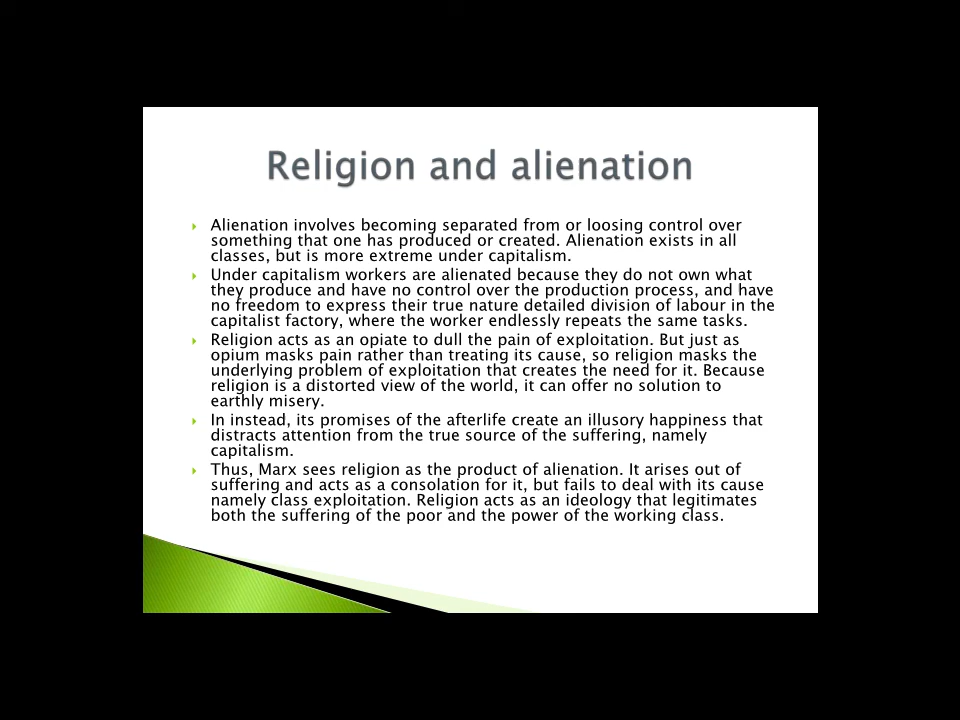 Religion and alienation
Alienation involves becoming separated from or loosing control over
something that one has produced or created. Alienation exists in all
classes, but is more extreme under capitalism.
Under capitalism workers are alienated because they do not own what
they produce and have no control over the production process, and have
no freedom to express their true nature detailed division of labour in the
capitalist factory, where the worker endlessly repeats the same tasks.
Religion acts as an opiate to dull the pain of exploitation. But just as
opium masks pain rather than treating its cause, so religion masks the
underlying problem of exploitation that creates the need for it. Because
religion is a distorted view of the world, it can offer no solution to
earthly misery.
In instead, its promises of the afterlife create an illusory happiness that
distracts attention from the true source of the suffering, namely
capitalism.
Thus, Marx sees religion as the product of alienation. It arises out of
suffering and acts as a consolation for it, but fails to deal with its cause
namely class exploitation. Religion acts as an ideology that legitimates
both the suffering of the poor and the power of the working class.